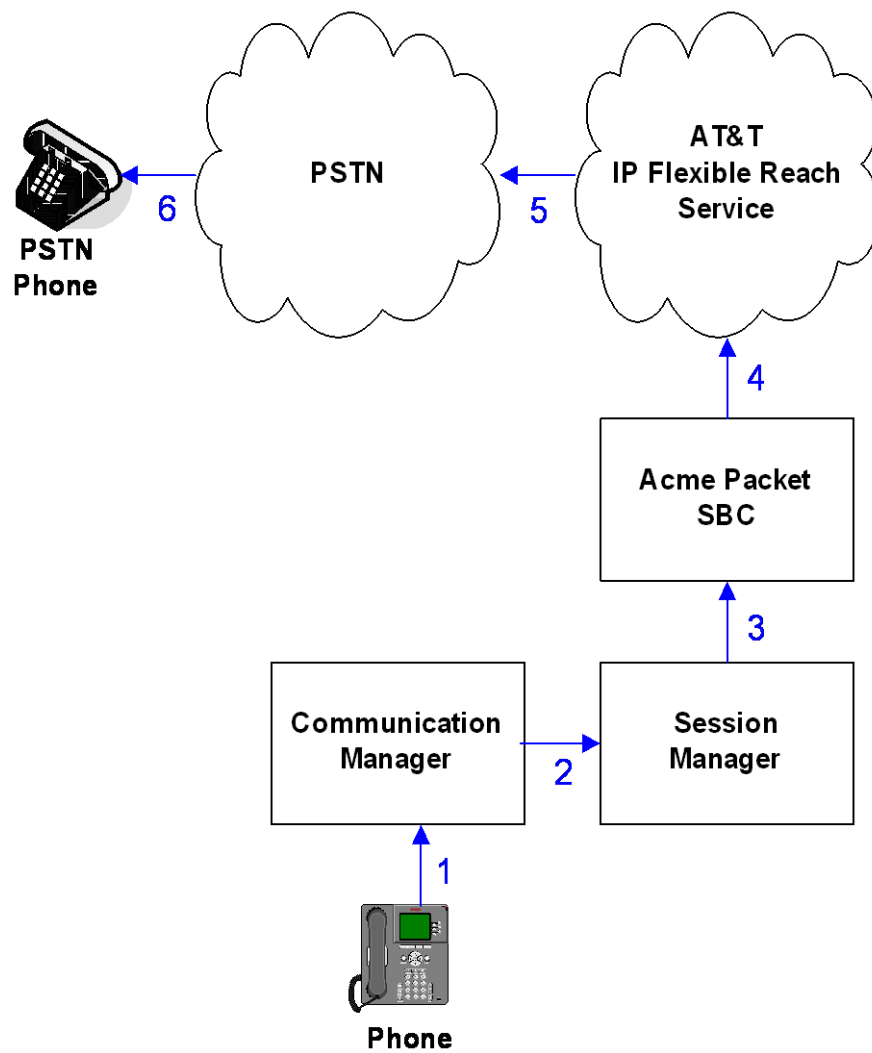 PSTN
AT&T
IP Flexible Reach
Service
6
5
PSTN
Phone
4
Acme Packet
SBC
3
Communication
Manager
2
Session
Manager
1
Phone